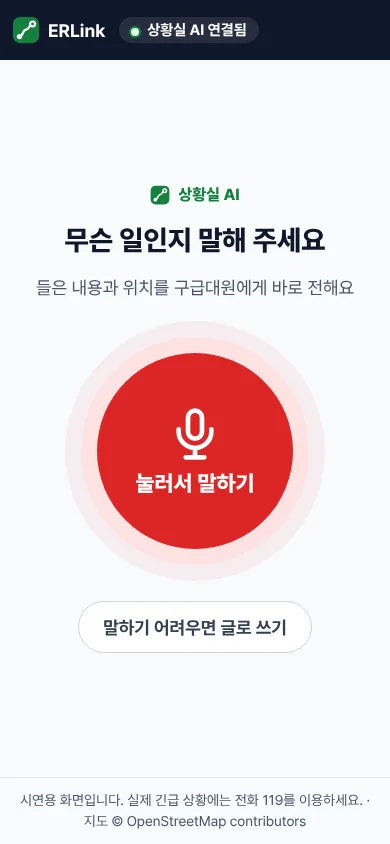 ERLink 상황실 AI 연결됨
상황실 AI
무슨 일인지 말해 주세요
들은 내용과 위치를 구급대원에게 바로 전해요
눌러서 말하기
말하기 어려우면 글로 쓰기
시연용 화면입니다. 실제 긴급 상황에는 전화 119를 이용하세요. ·
지도 © OpenStreetMap contributors